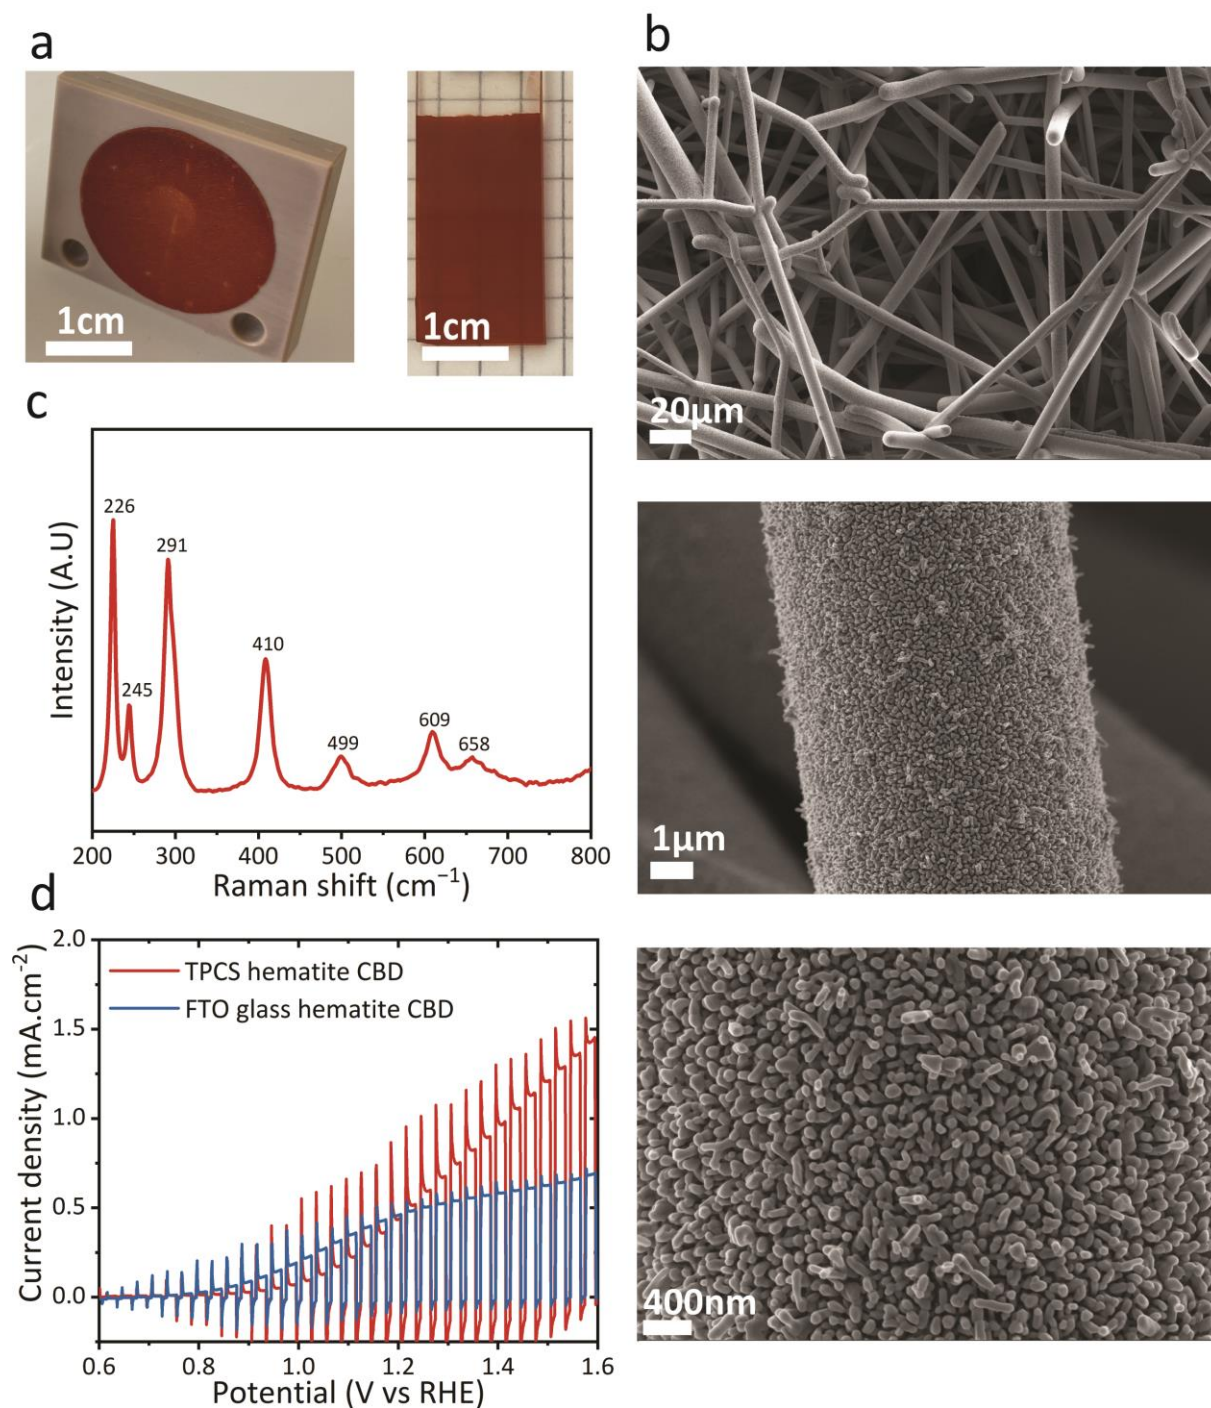 a
1cm
1cm
b
20μm
1μm
400nm
c
Intensity (A.U)
226
245
291
410
499
609
658
200 300 400 500 600 700 800
Raman shift (cm⁻¹)
d
Current density (mA.cm⁻²)
2.0
1.5
1.0
0.5
0.0
TPCS hematite CBD
FTO glass hematite CBD
0.6 0.8 1.0 1.2 1.4 1.6
Potential (V vs RHE)